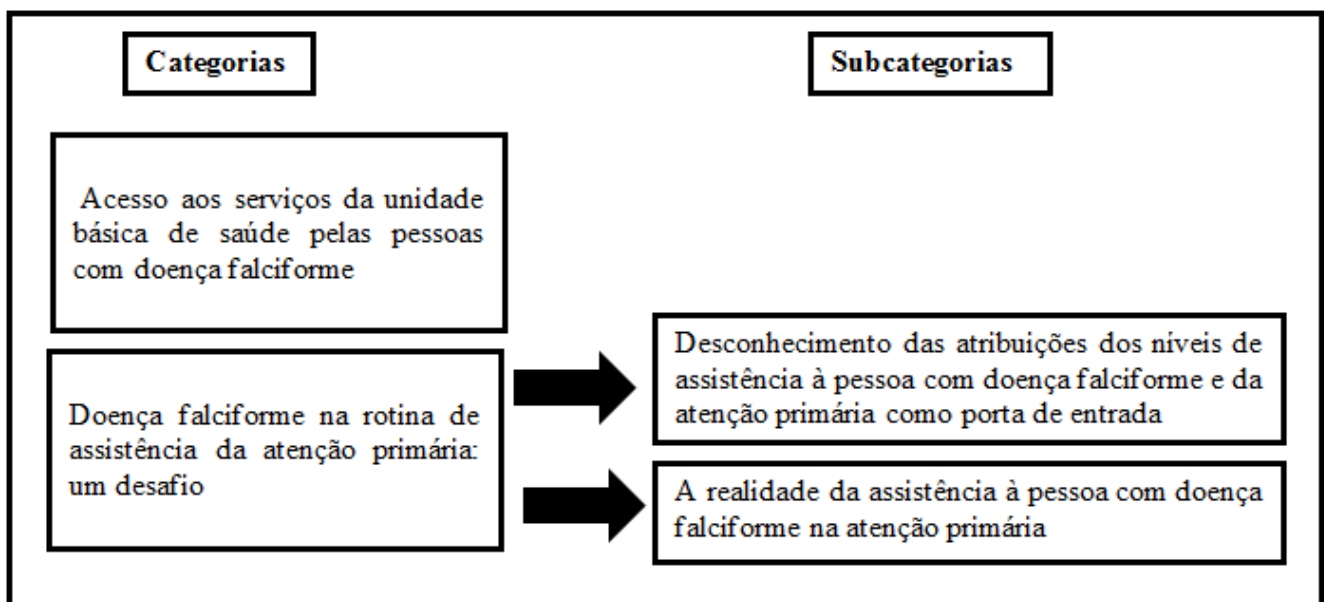 Categorias
Subcategorias
Acesso aos serviços da unidade
básica de saúde pelas pessoas
com doença falciforme
Doença falciforme na rotina de
assistência da atenção primária:
um desafio
Desconhecimento das atribuições dos níveis de
assistência à pessoa com doença falciforme e da
atenção primária como porta de entrada
A realidade da assistência à pessoa com doença
falciforme na atenção primária